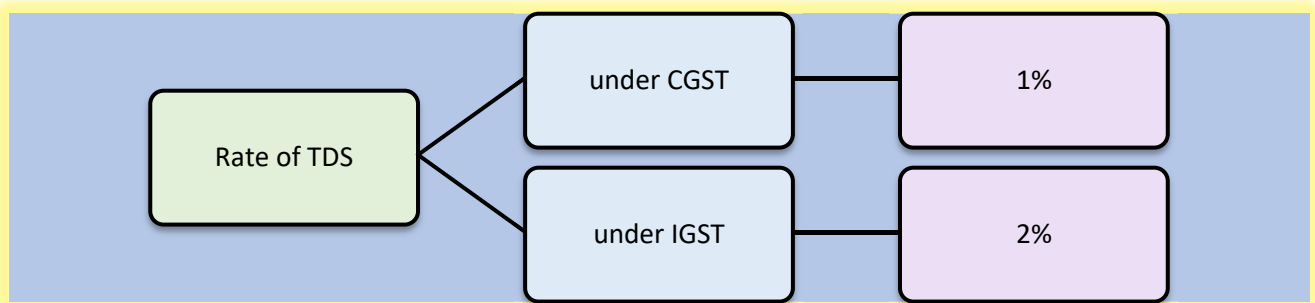 Rate of TDS
under CGST
1%
under IGST
2%